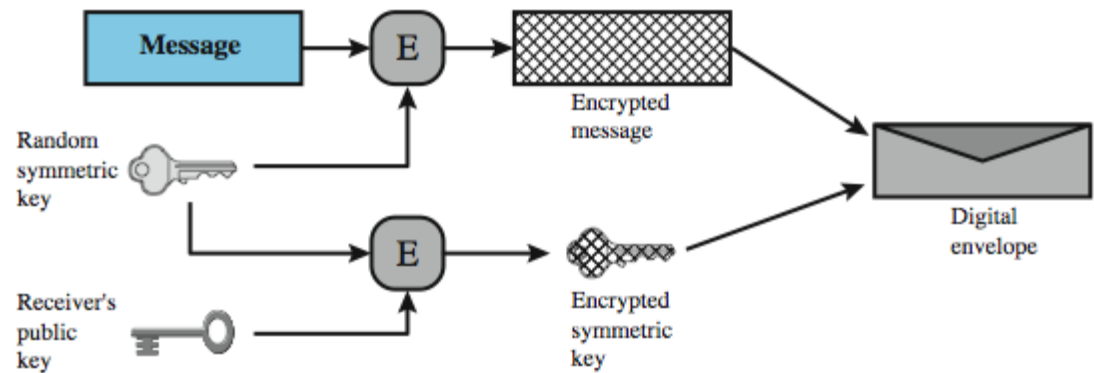 Message
E
Encrypted
message
Random
symmetric
key
Digital
envelope
E
Receiver's
public
key
Encrypted
symmetric
key